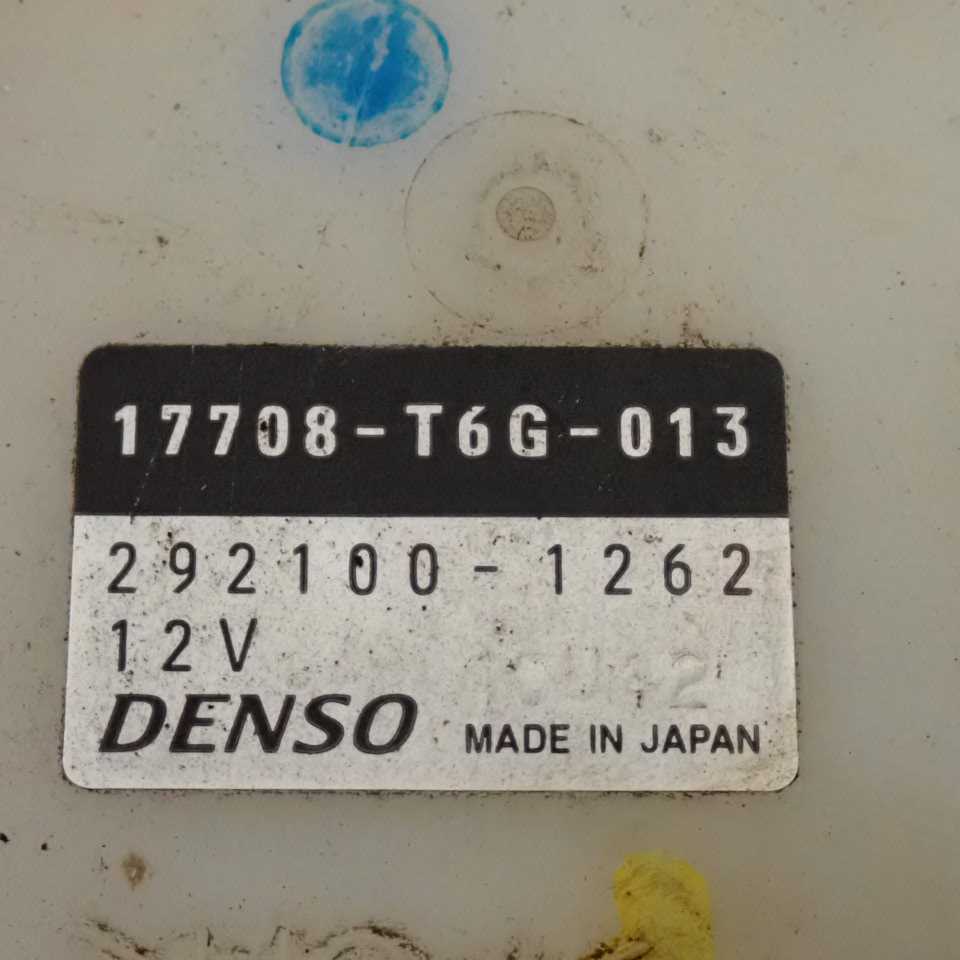 17708-T6G-013
292100-1262
12V
DENSO MADE IN JAPAN